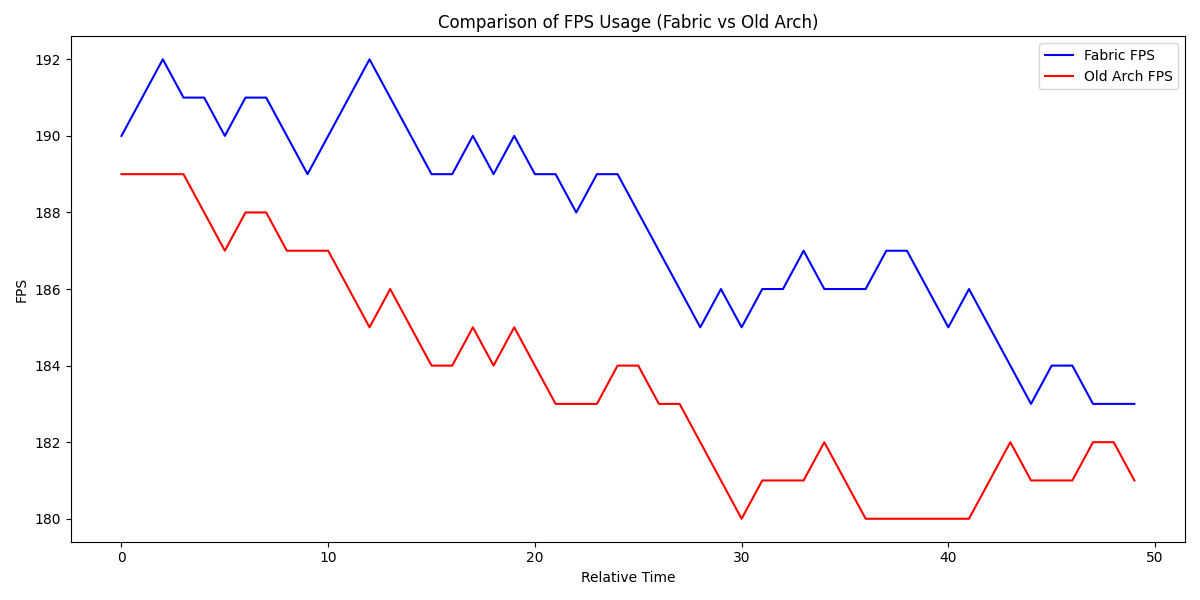 Comparison of FPS Usage (Fabric vs Old Arch)
Fabric FPS
Old Arch FPS
FPS
192
190
188
186
184
182
180
0 10 20 30 40 50
Relative Time